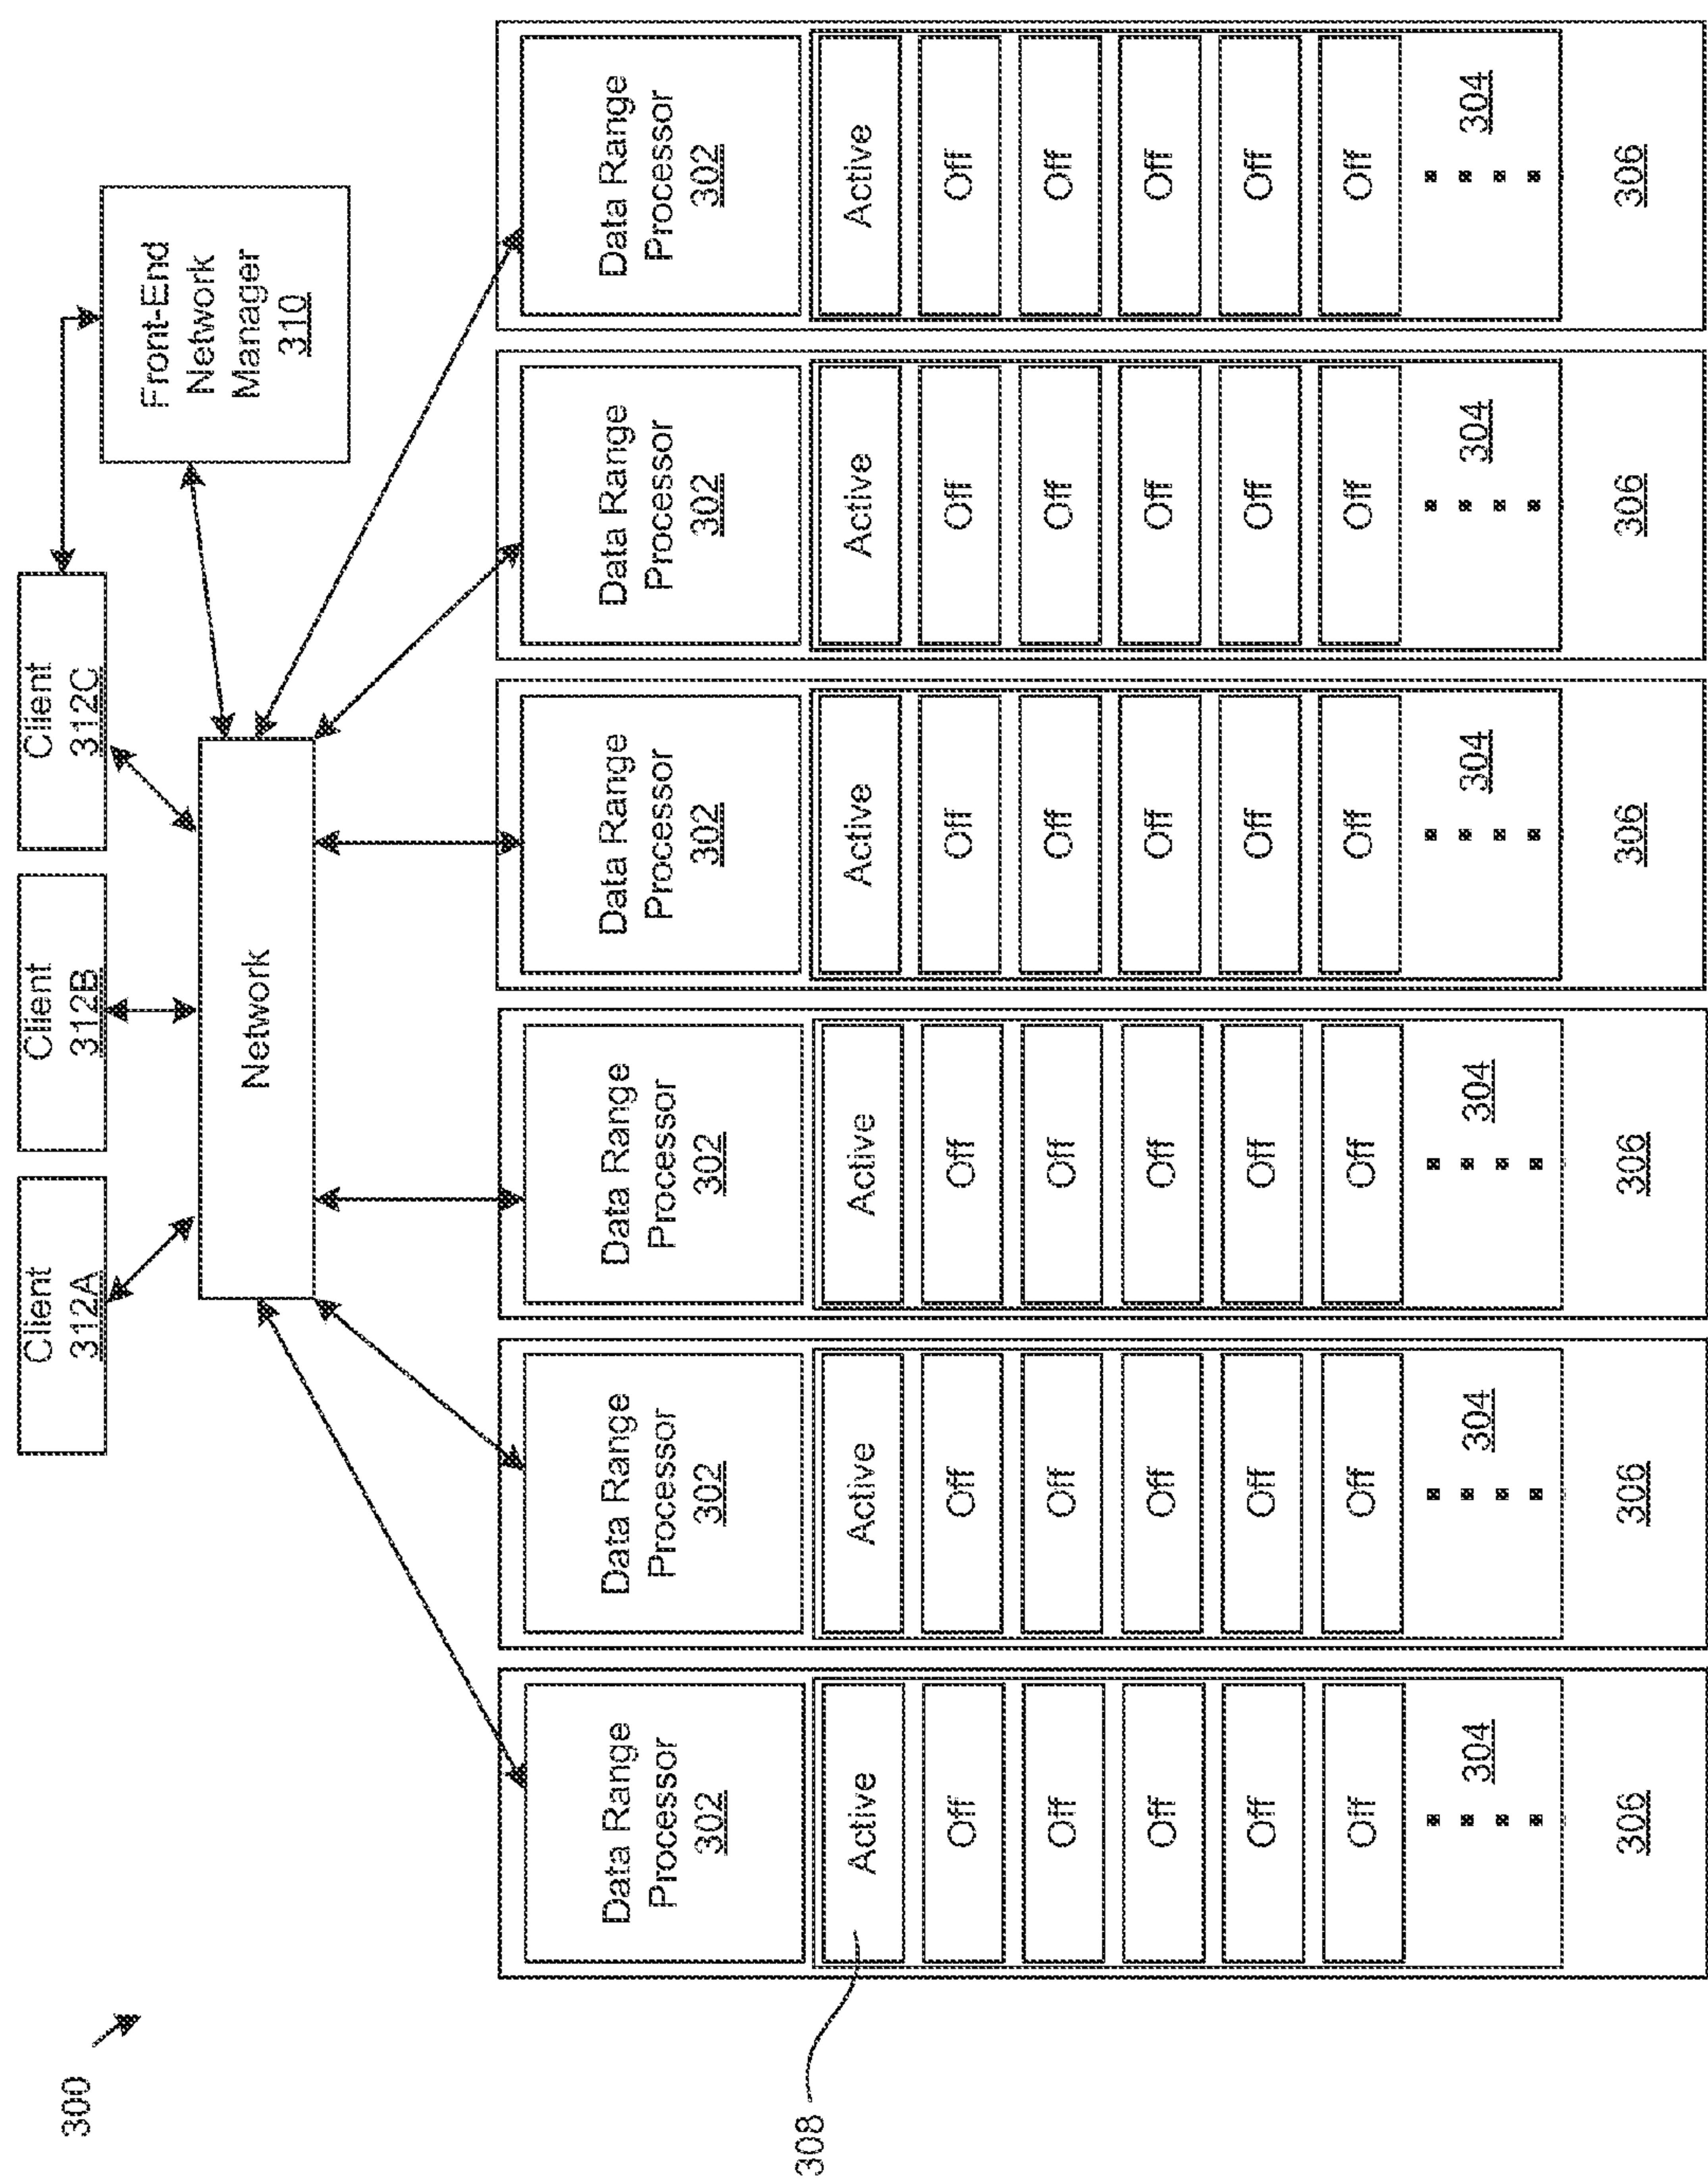 300
Client
312A
Client
312B
Client
312C
Front-End
Network
Manager
310
Network
Data Range
Processor
302
Active
Off
Off
Off
Off
Off
304
306
Data Range
Processor
302
Active
Off
Off
Off
Off
Off
304
306
Data Range
Processor
302
Active
Off
Off
Off
Off
Off
304
306
Data Range
Processor
302
Active
Off
Off
Off
Off
Off
304
306
Data Range
Processor
302
Active
Off
Off
Off
Off
Off
304
306
Data Range
Processor
302
Active
Off
Off
Off
Off
Off
304
306
308